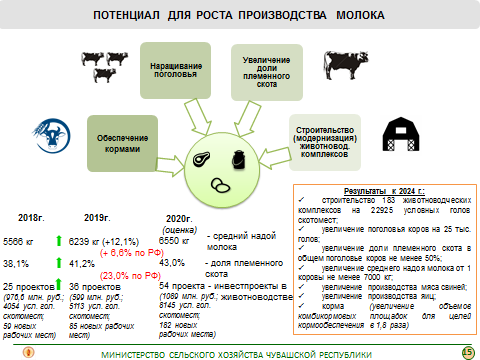 ПОТЕНЦИАЛ ДЛЯ РОСТА ПРОИЗВОДСТВА МОЛОКА
Наращивание
поголовья
Увеличение
доли
племенного
скота
Обеспечение
кормами
Строительство
(модернизация)
животновод.
комплексов
2018г.
2019г.
2020г.
(оценка)
5566 кг
6239 кг (+12,1%)
(+ 6,6% по РФ)
6550 кг
- средний надой
молока
38,1%
41,2%
(23,0% по РФ)
43,0%
- доля племенного
скота
25 проектов
(976,6 млн. руб.;
4054 усл. гол.
скотомест;
59 новых
рабочих мест)
36 проектов
(599 млн. руб.;
5113 усл. гол.
скотомест;
85 новых рабочих
мест)
54 проекта - инвестпроекты в
животноводстве
(1089 млн. руб.;
8145 усл. гол.
скотомест;
182 новых
рабочих места)
Результаты к 2024 г.:
✓ строительство 183 животноводческих
комплексов на 22925 условных голов
скотомест;
✓ увеличение поголовья коров на 25 тыс.
голов;
✓ увеличение доли племенного скота в
общем поголовье коров не менее 50%;
✓ увеличение среднего надоя молока от 1
коровы не менее 7000 кг;
✓ увеличение производства мяса свиней;
✓ увеличение производства яиц;
✓ корма (увеличение объемов
комбикормовых площадок для целей
кормообеспечения в 1,8 раза)
МИНИСТЕРСТВО СЕЛЬСКОГО ХОЗЯЙСТВА ЧУВАШСКОЙ РЕСПУБЛИКИ
15